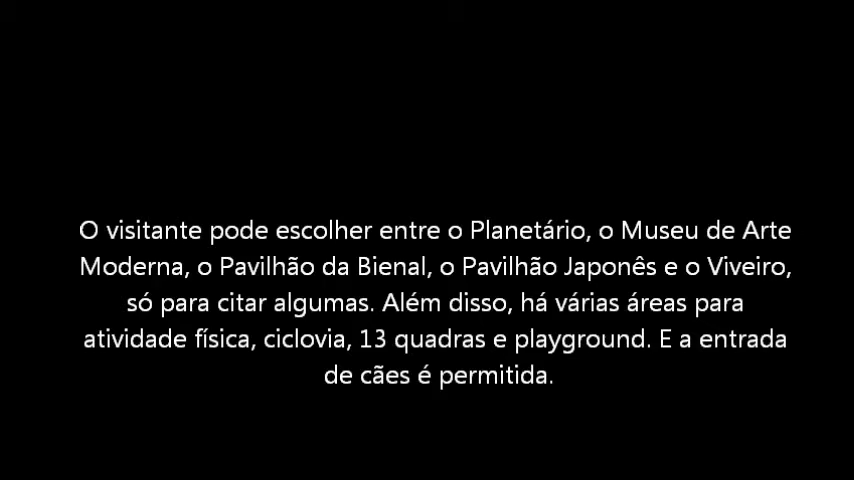 O visitante pode escolher entre o Planetário, o Museu de Arte
Moderna, o Pavilhão da Bienal, o Pavilhão Japonês e o Viveiro,
só para citar algumas. Além disso, há várias áreas para
atividade física, ciclovia, 13 quadras e playground. E a entrada
de cães é permitida.